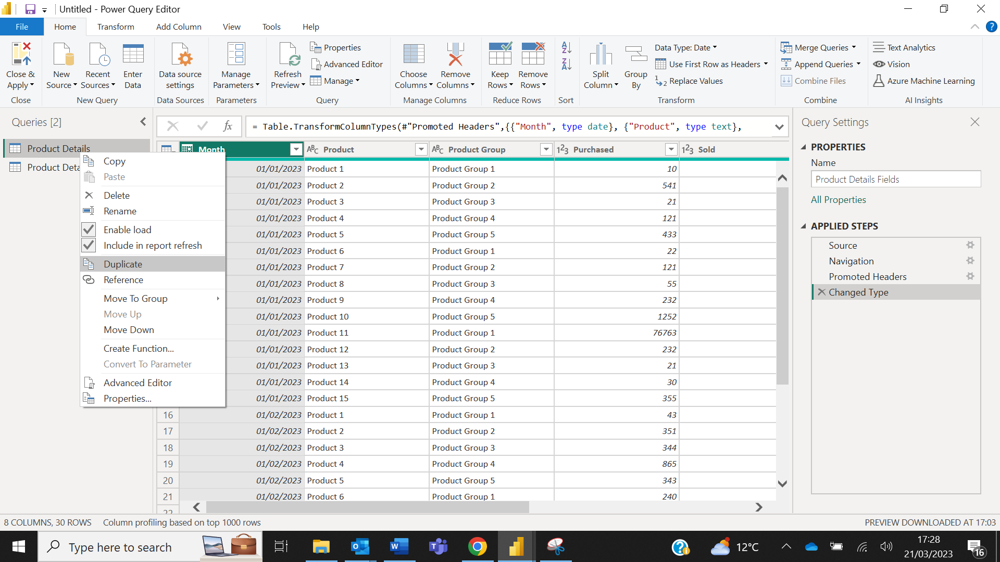 Untitled - Power Query Editor
File Home Transform Add Column View Tools Help
Close & Apply
New Source
Recent Sources
Enter Data
Data source settings
Manage Parameters
Refresh Preview
Properties
Advanced Editor
Manage
Choose Columns
Remove Columns
Keep Rows
Remove Rows
Split Column
Group By
Data Type: Date
Use First Row as Headers
Replace Values
Merge Queries
Append Queries
Combine Files
Text Analytics
Vision
Azure Machine Learning
Close New Query Data Sources Parameters Query Manage Columns Reduce Rows Sort Transform Combine AI Insights
Queries [2]
Product Details
Product Deta
Copy
Paste
Delete
Rename
Enable load
Include in report refresh
Duplicate
Reference
Move To Group
Move Up
Move Down
Create Function...
Convert To Parameter
Advanced Editor
Properties...
fx
= Table.TransformColumnTypes(#"Promoted Headers",{{"Month", type date}, {"Product", type text},
Month ABC Product ABC Product Group 123 Purchased 123 Sold
01/01/2023 Product 1 Product Group 1 10
01/01/2023 Product 2 Product Group 2 541
01/01/2023 Product 3 Product Group 3 21
01/01/2023 Product 4 Product Group 4 121
01/01/2023 Product 5 Product Group 5 433
01/01/2023 Product 6 Product Group 1 22
01/01/2023 Product 7 Product Group 2 121
01/01/2023 Product 8 Product Group 3 55
01/01/2023 Product 9 Product Group 4 232
01/01/2023 Product 10 Product Group 5 1252
01/01/2023 Product 11 Product Group 1 76763
01/01/2023 Product 12 Product Group 2 232
01/01/2023 Product 13 Product Group 3 21
01/01/2023 Product 14 Product Group 4 30
01/01/2023 Product 15 Product Group 5 355
16 01/02/2023 Product 1 Product Group 1 43
17 01/02/2023 Product 2 Product Group 2 351
18 01/02/2023 Product 3 Product Group 3 344
19 01/02/2023 Product 4 Product Group 4 865
20 01/02/2023 Product 5 Product Group 5 343
21 01/02/2023 Product 6 Product Group 1 240
22
Query Settings
PROPERTIES
Name
Product Details Fields
All Properties
APPLIED STEPS
Source
Navigation
Promoted Headers
Changed Type
8 COLUMNS, 30 ROWS Column profiling based on top 1000 rows PREVIEW DOWNLOADED AT 17:03
Type here to search
12°C
17:28
21/03/2023
16